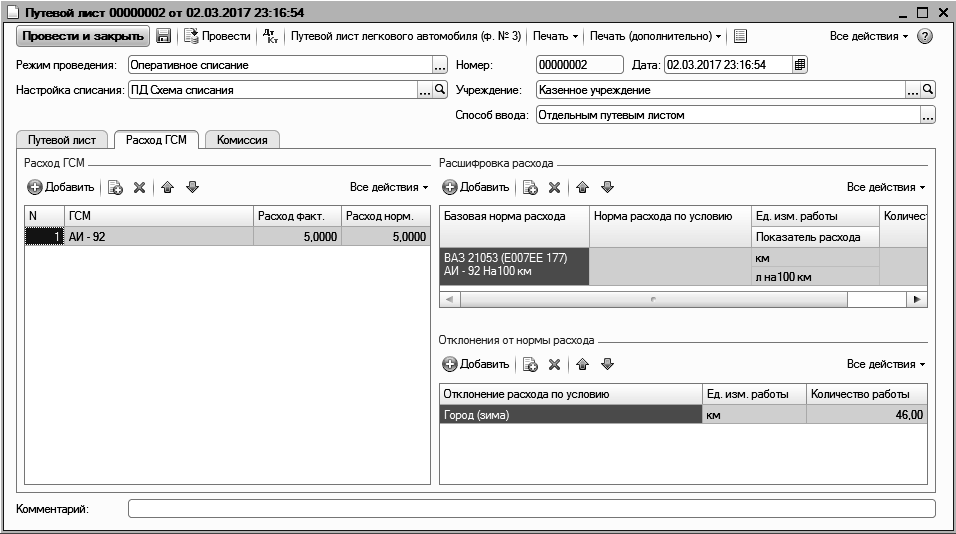 Путевой лист 00000002 от 02.03.2017 23:16:54
Провести и закрыть Провести Дт Кт Путевой лист легкового автомобиля (ф. № 3) Печать Печать (дополнительно) Все действия ?
Режим проведения: Оперативное списание ... Номер: 00000002 Дата: 02.03.2017 23:16:54
Настройка списания: ПД Схема списания ... Учреждение: Казенное учреждение ...
Способ ввода: Отдельным путевым листом ...
Путевой лист Расход ГСМ Комиссия
Расход ГСМ Расшифровка расхода
Добавить Все действия Добавить Все действия
N ГСМ Расход факт. Расход норм. Базовая норма расхода Норма расхода по условию Ед. изм. работы Количест
Показатель расхода
1 АИ - 92 5,0000 5,0000
ВАЗ 21053 (Е007ЕЕ 177) км
АИ - 92 На100 км л на100 км
Отклонения от нормы расхода
Добавить Все действия
Отклонение расхода по условию Ед. изм. работы Количество работы
Город (зима) км 46,00
Комментарий: